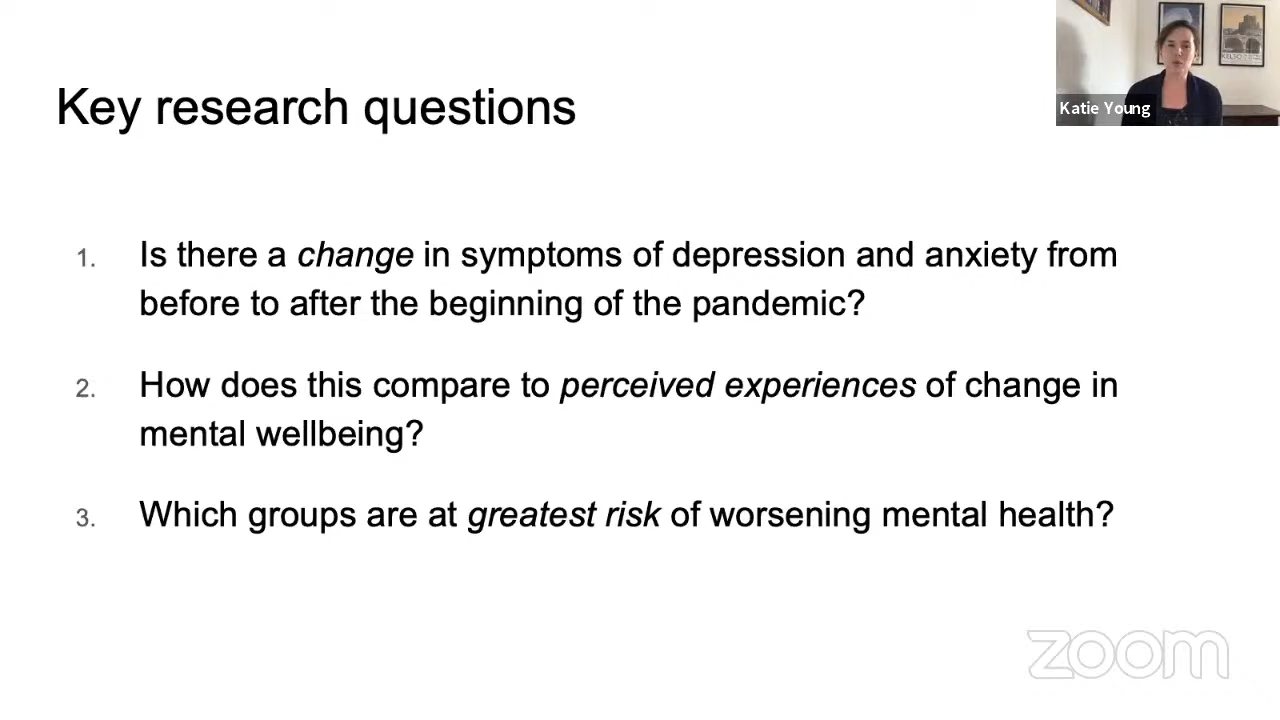 Key research questions
KELSO
Katie Young
1. Is there a change in symptoms of depression and anxiety from
before to after the beginning of the pandemic?
2. How does this compare to perceived experiences of change in
mental wellbeing?
3. Which groups are at greatest risk of worsening mental health?
zoom